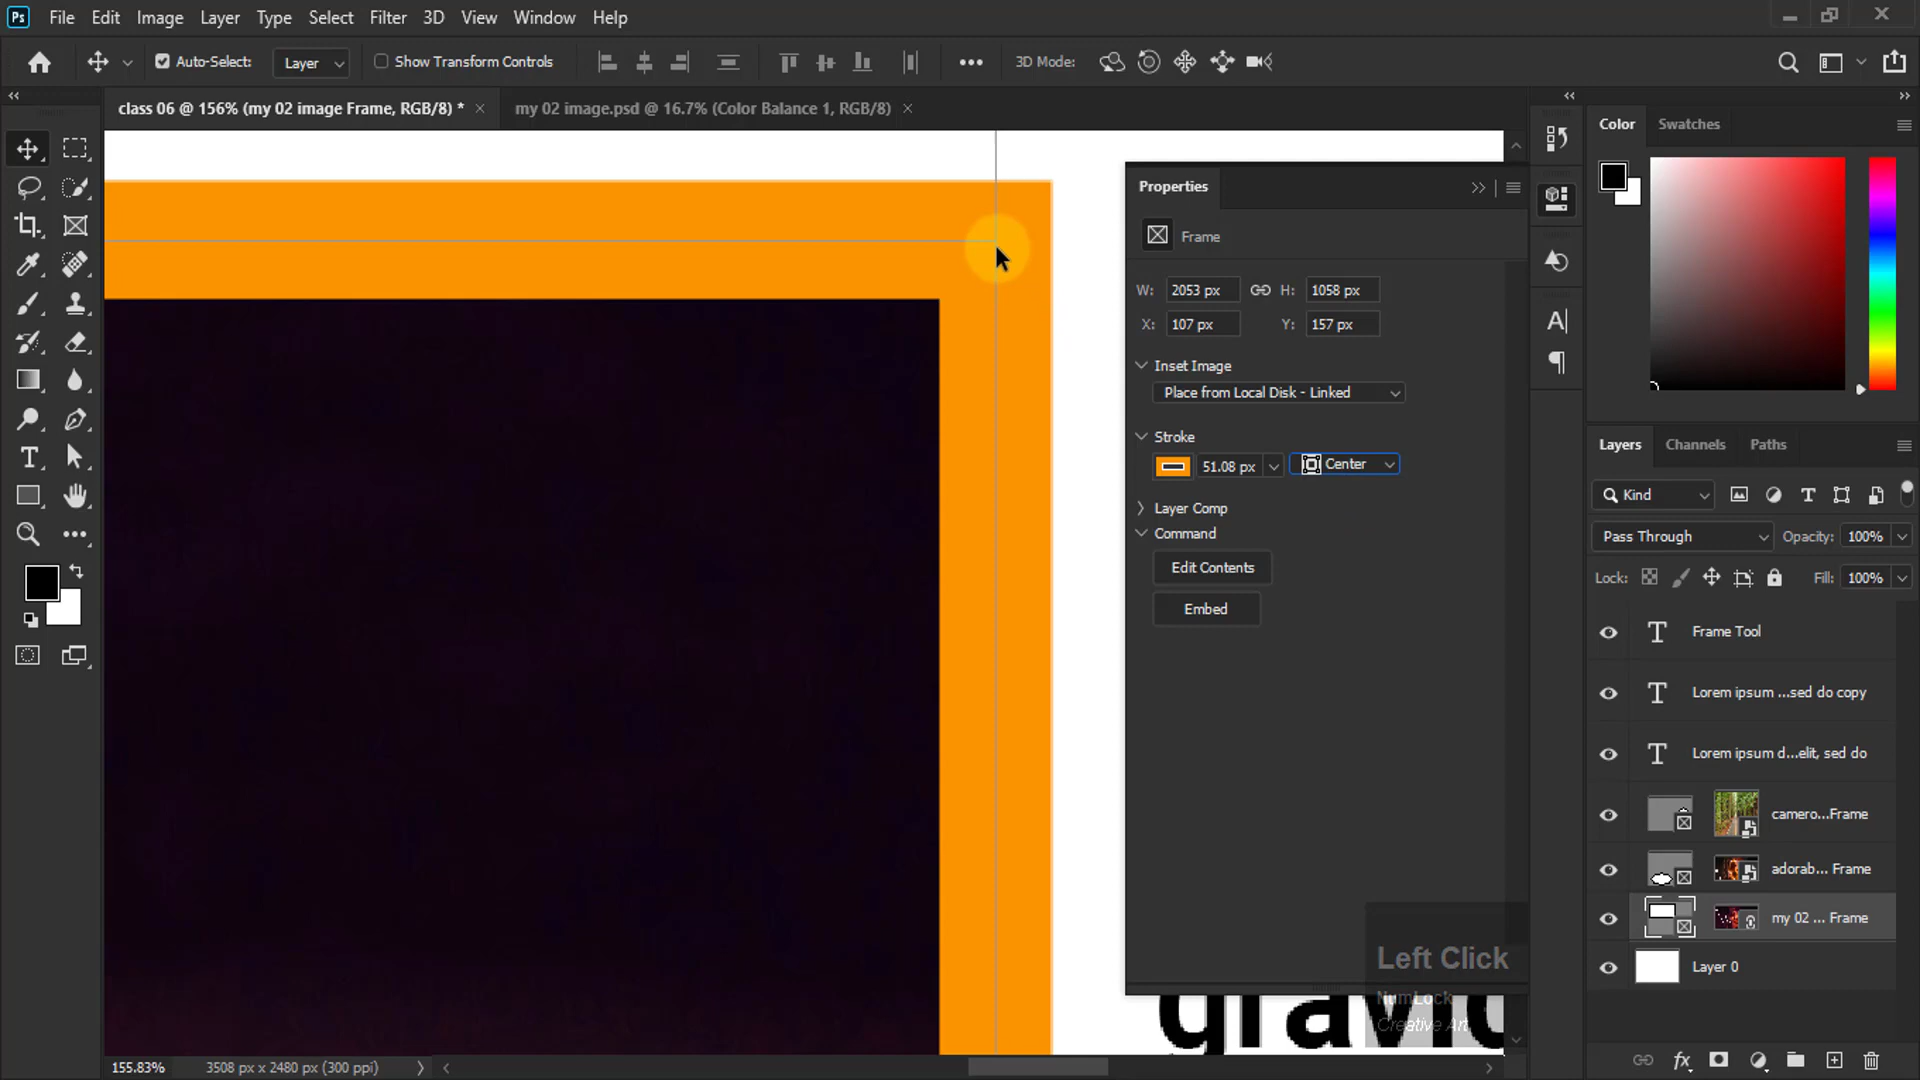 Ps File Edit Image Layer Type Select Filter 3D View Window Help
Auto-Select: Layer Show Transform Controls 3D Mode:
class 06 @ 156% (my 02 image Frame, RGB/8) * my 02 image.psd @ 16.7% (Color Balance 1, RGB/8)
Color Swatches
Properties
Frame
W: 2053 px H: 1058 px
X: 107 px Y: 157 px
Inset Image
Place from Local Disk - Linked
Stroke
51.08 px Center
Layer Comp
Command
Edit Contents
Embed
Layers Channels Paths
Kind
Pass Through Opacity: 100%
Lock: Fill: 100%
Frame Tool
Lorem ipsum ...sed do copy
Lorem ipsum d...elit, sed do
camero...Frame
adorab... Frame
my 02 ... Frame
Layer 0
Left Click
NumLock
Creative Art
155.83% 3508 px x 2480 px (300 ppi)